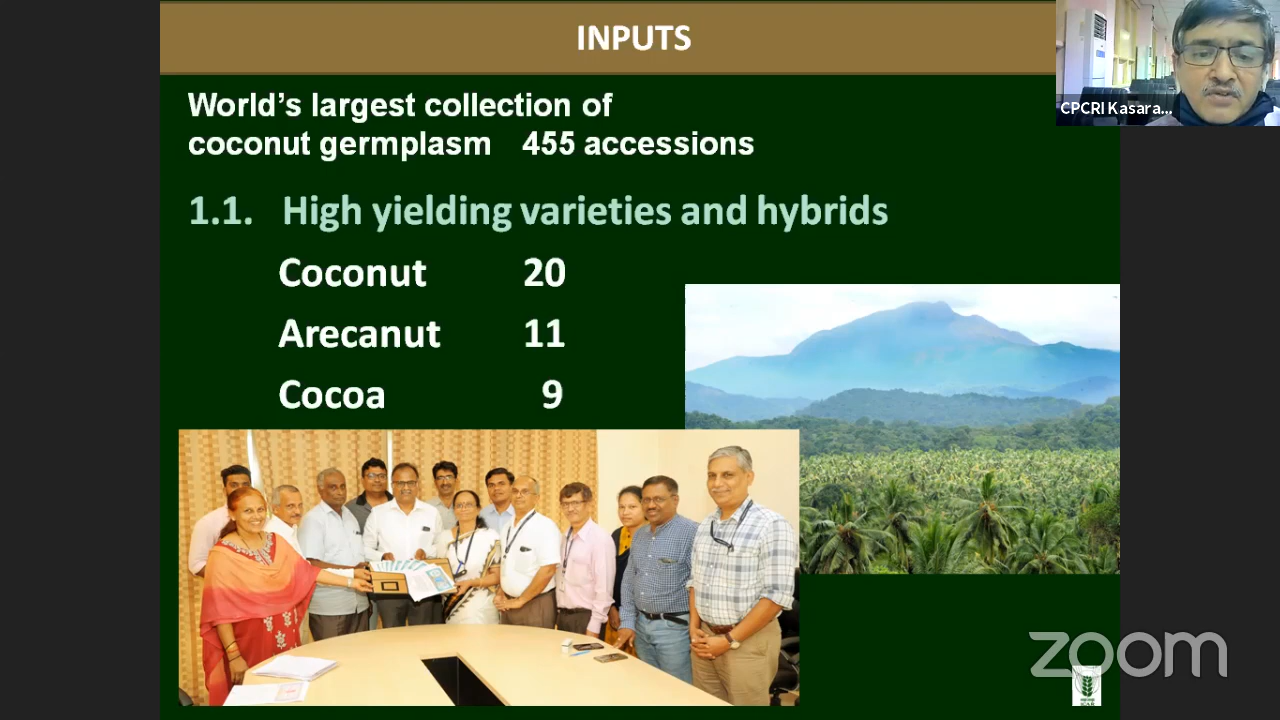 INPUTS
World's largest collection of
coconut germplasm 455 accessions
1.1. High yielding varieties and hybrids
Coconut 20
Arecanut 11
Cocoa 9
CPCRI Kasara...
zoom
ICAR